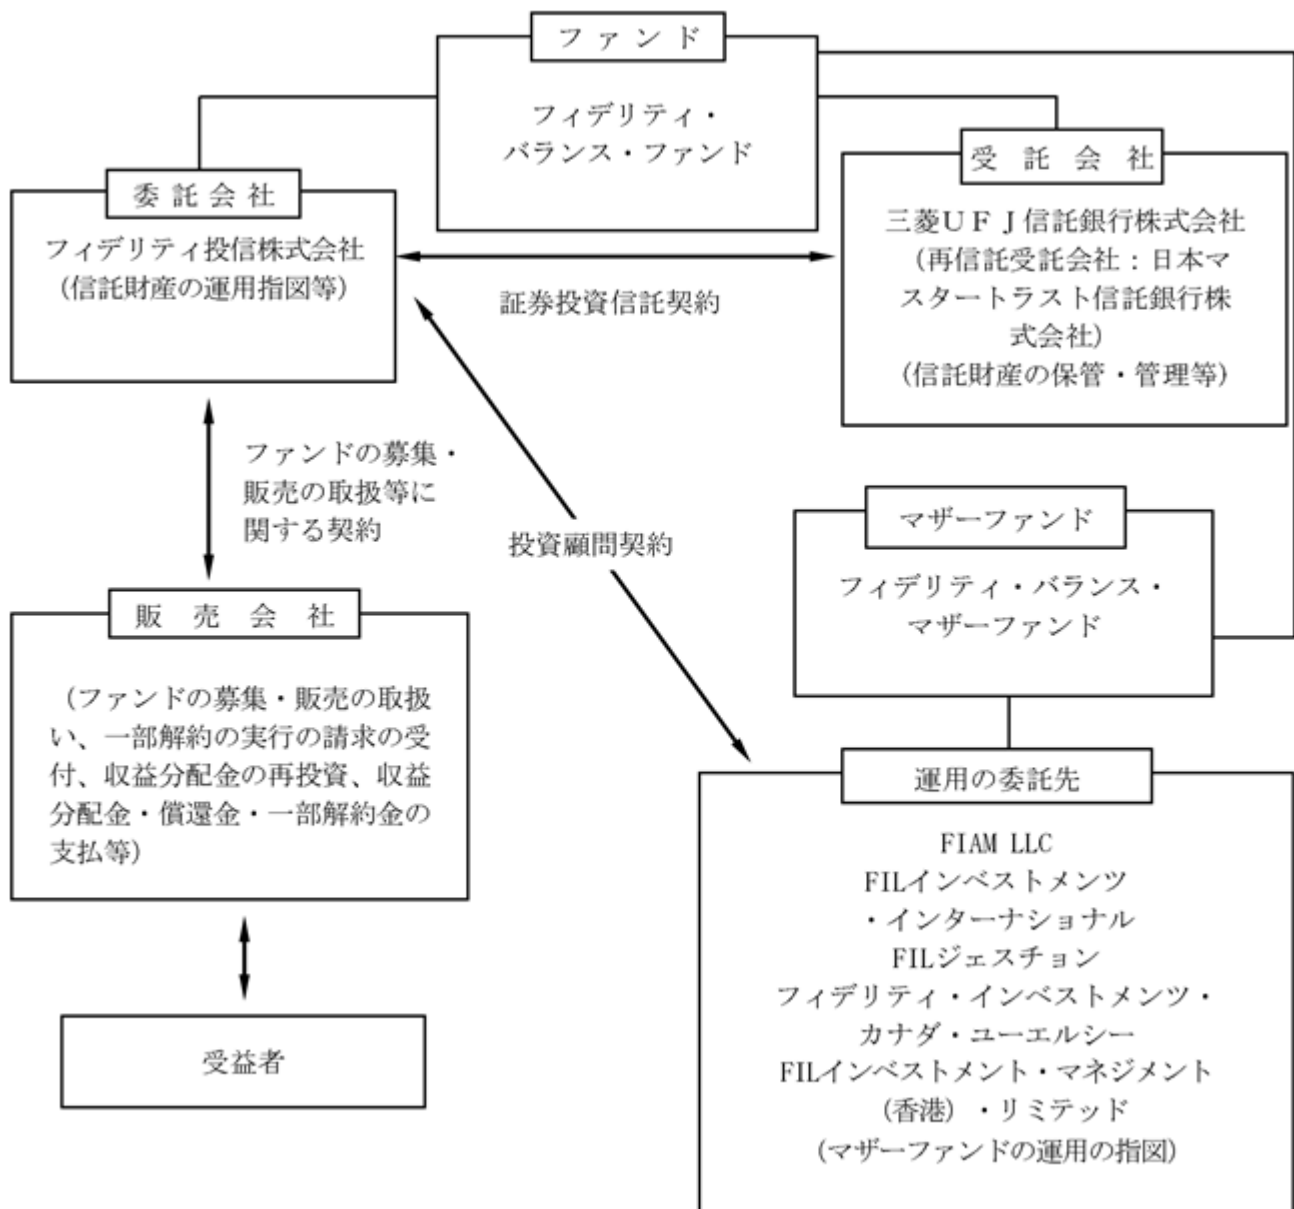 ファンド
フィデリティ・
バランス・ファンド
委託会社
フィデリティ投信株式会社
(信託財産の運用指図等)
受託会社
三菱ＵＦＪ信託銀行株式会社
(再信託受託会社：日本マ
スタートラスト信託銀行株
式会社)
(信託財産の保管・管理等)
証券投資信託契約
ファンドの募集・
販売の取扱等に
関する契約
投資顧問契約
マザーファンド
フィデリティ・バランス・
マザーファンド
販売会社
(ファンドの募集・販売の取扱
い、一部解約の実行の請求の受
付、収益分配金の再投資、収益
分配金・償還金・一部解約金の
支払等)
運用の委託先
FIAM LLC
FILインベストメンツ
・インターナショナル
FILジェスチョン
フィデリティ・インベストメンツ・
カナダ・ユーエルシー
FILインベストメント・マネジメント
(香港)・リミテッド
(マザーファンドの運用の指図)
受益者